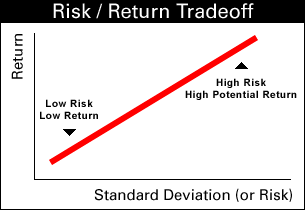 Risk / Return Tradeoff
Return
Low Risk
Low Return
High Risk
High Potential Return
Standard Deviation (or Risk)